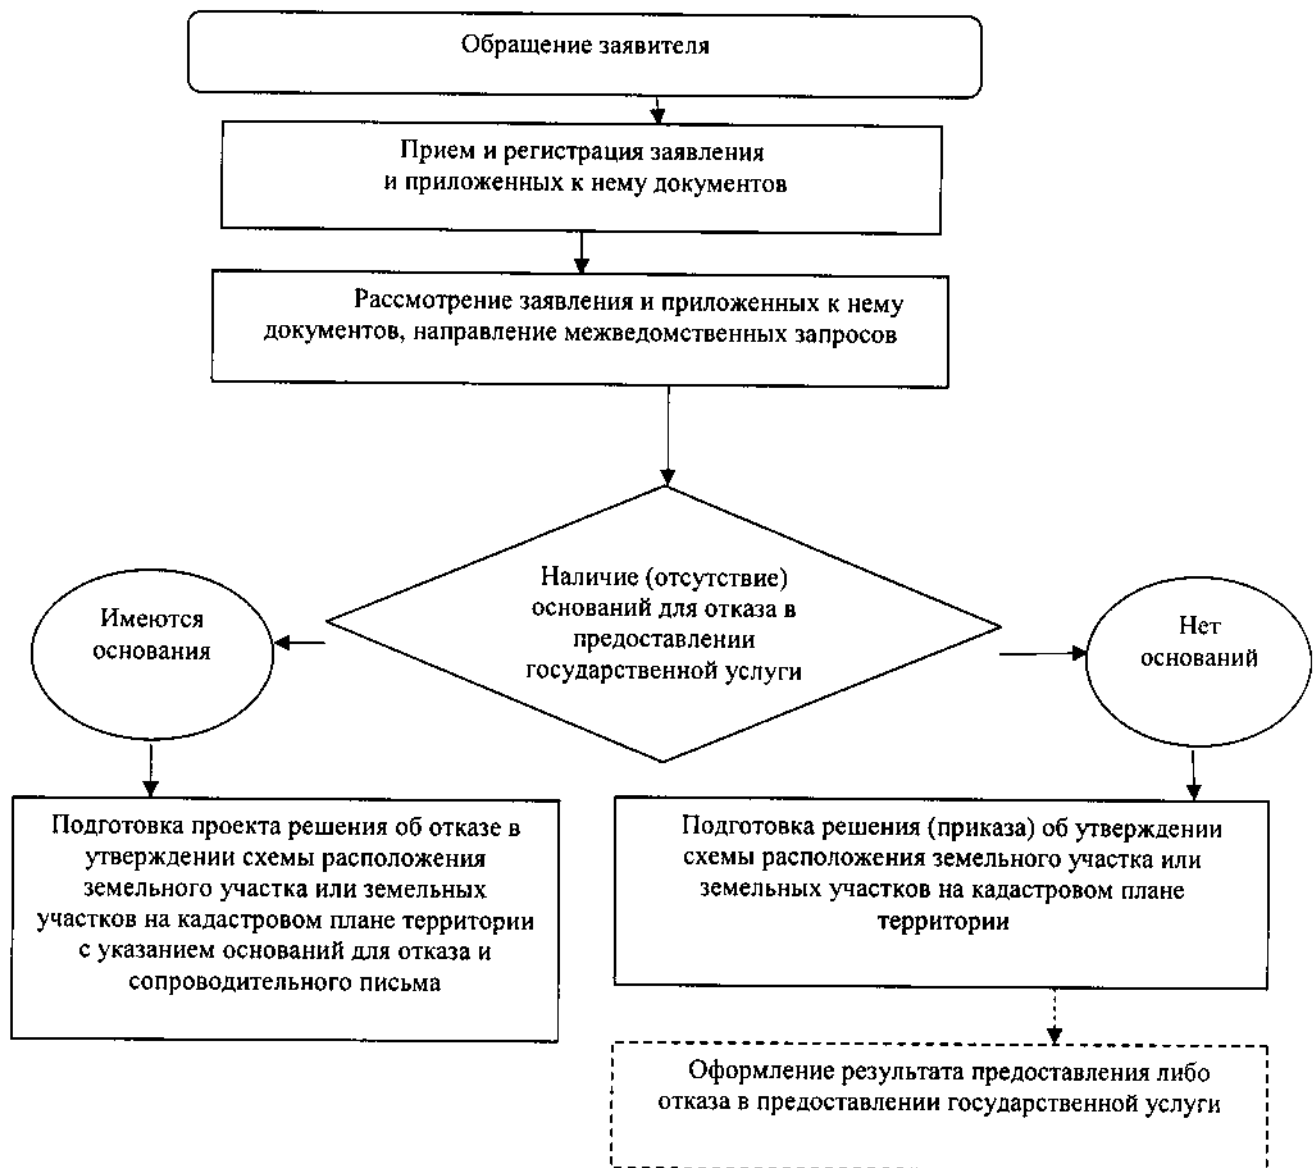 Обращение заявителя
Прием и регистрация заявления
и приложенных к нему документов
Рассмотрение заявления и приложенных к нему
документов, направление межведомственных запросов
Наличие (отсутствие)
оснований для отказа в
предоставлении
государственной услуги
Имеются
основания
Нет
оснований
Подготовка проекта решения об отказе в
утверждении схемы расположения
земельного участка или земельных
участков на кадастровом плане территории
с указанием оснований для отказа и
сопроводительного письма
Подготовка решения (приказа) об утверждении
схемы расположения земельного участка или
земельных участков на кадастровом плане
территории
Оформление результата предоставления либо
отказа в предоставлении государственной услуги